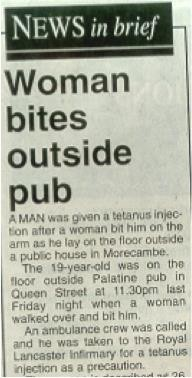 NEWS in brief
Woman
bites
outside
pub
A MAN was given a tetanus injec-
tion after a woman bit him on the
arm as he lay on the floor outside
a public house in Morecambe.
The 19-year-old was on the
floor outside Palatine pub in
Queen Street at 11.30pm last
Friday night when a woman
walked over and bit him.
An ambulance crew was called
and he was taken to the Royal
Lancaster Infirmary for a tetanus
injection as a precaution.
is described as 26